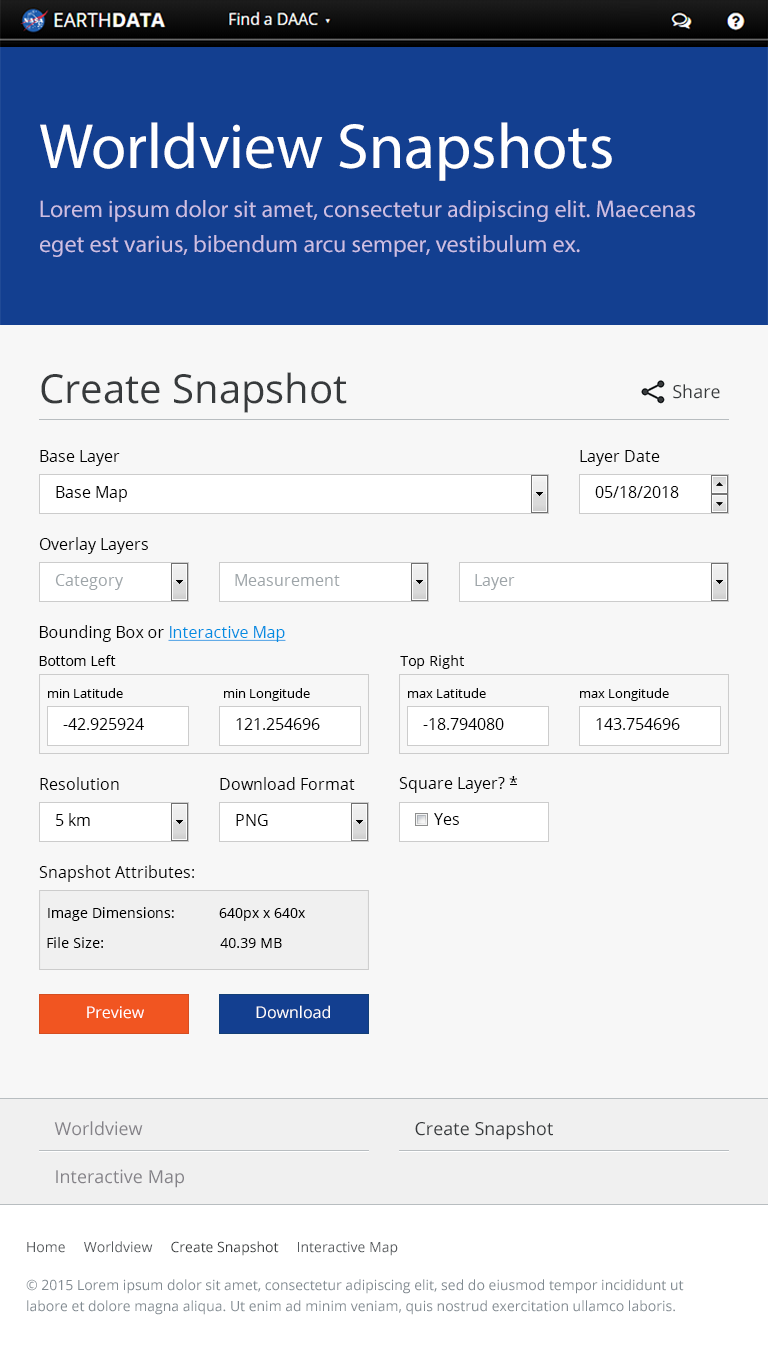 NASA EARTHDATA Find a DAAC
Worldview Snapshots
Lorem ipsum dolor sit amet, consectetur adipiscing elit. Maecenas
eget est varius, bibendum arcu semper, vestibulum ex.
Create Snapshot Share
Base Layer Layer Date
Base Map 05/18/2018
Overlay Layers
Category Measurement Layer
Bounding Box or Interactive Map
Bottom Left Top Right
min Latitude min Longitude max Latitude max Longitude
-42.925924 121.254696 -18.794080 143.754696
Resolution Download Format Square Layer? *
5 km PNG Yes
Snapshot Attributes:
Image Dimensions: 640px x 640x
File Size: 40.39 MB
Preview Download
Worldview Create Snapshot
Interactive Map
Home Worldview Create Snapshot Interactive Map
© 2015 Lorem ipsum dolor sit amet, consectetur adipiscing elit, sed do eiusmod tempor incididunt ut
labore et dolore magna aliqua. Ut enim ad minim veniam, quis nostrud exercitation ullamco laboris.